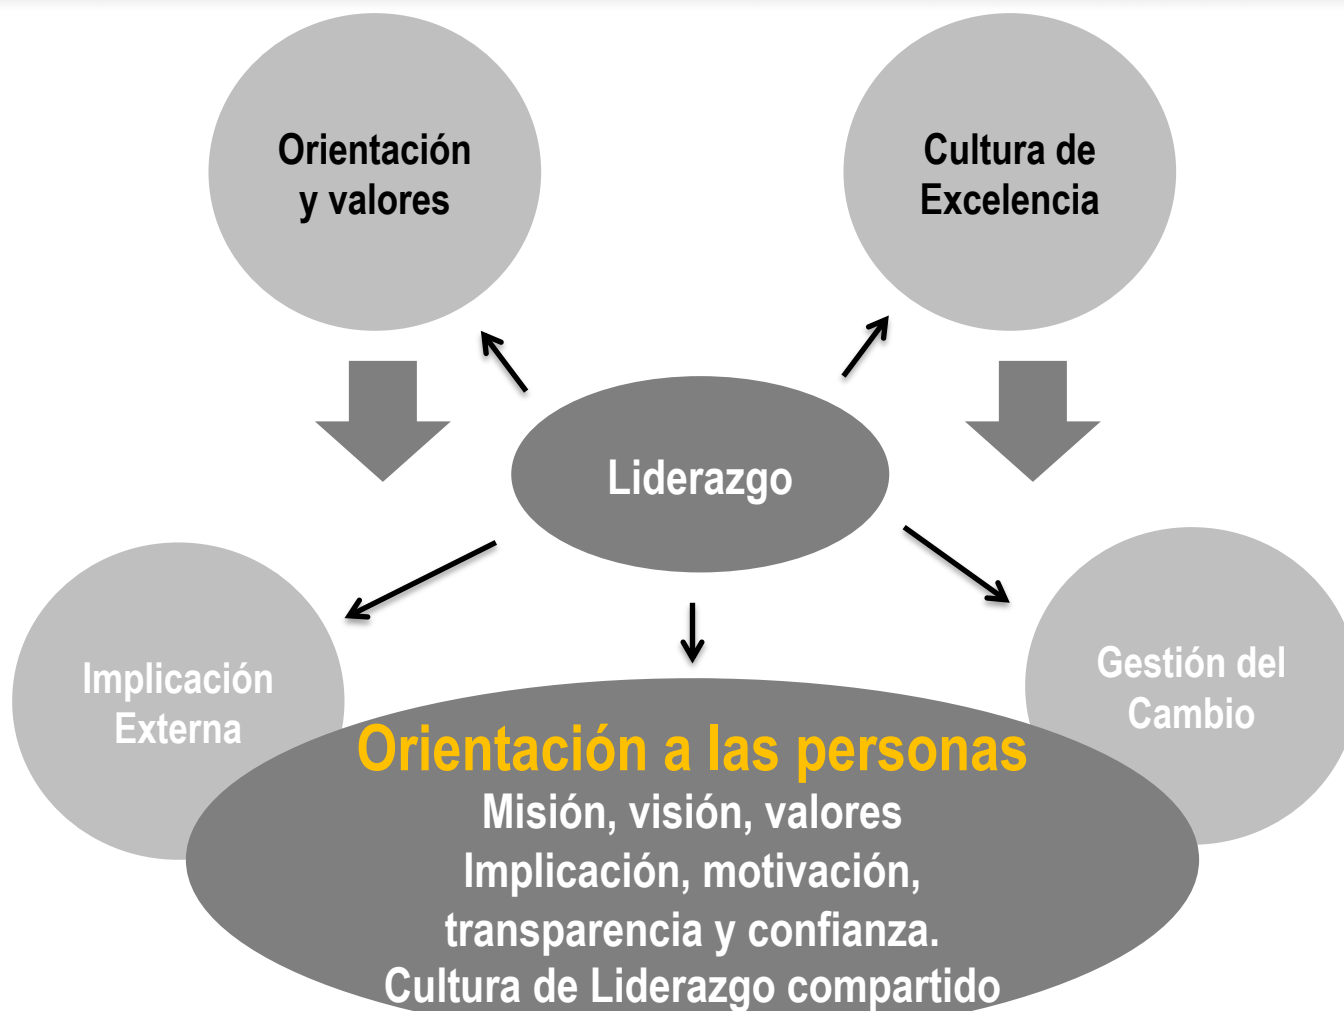 Orientación
y valores
Cultura de
Excelencia
Liderazgo
Implicación
Externa
Gestión del
Cambio
Orientación a las personas
Misión, visión, valores
Implicación, motivación,
transparencia y confianza.
Cultura de Liderazgo compartido